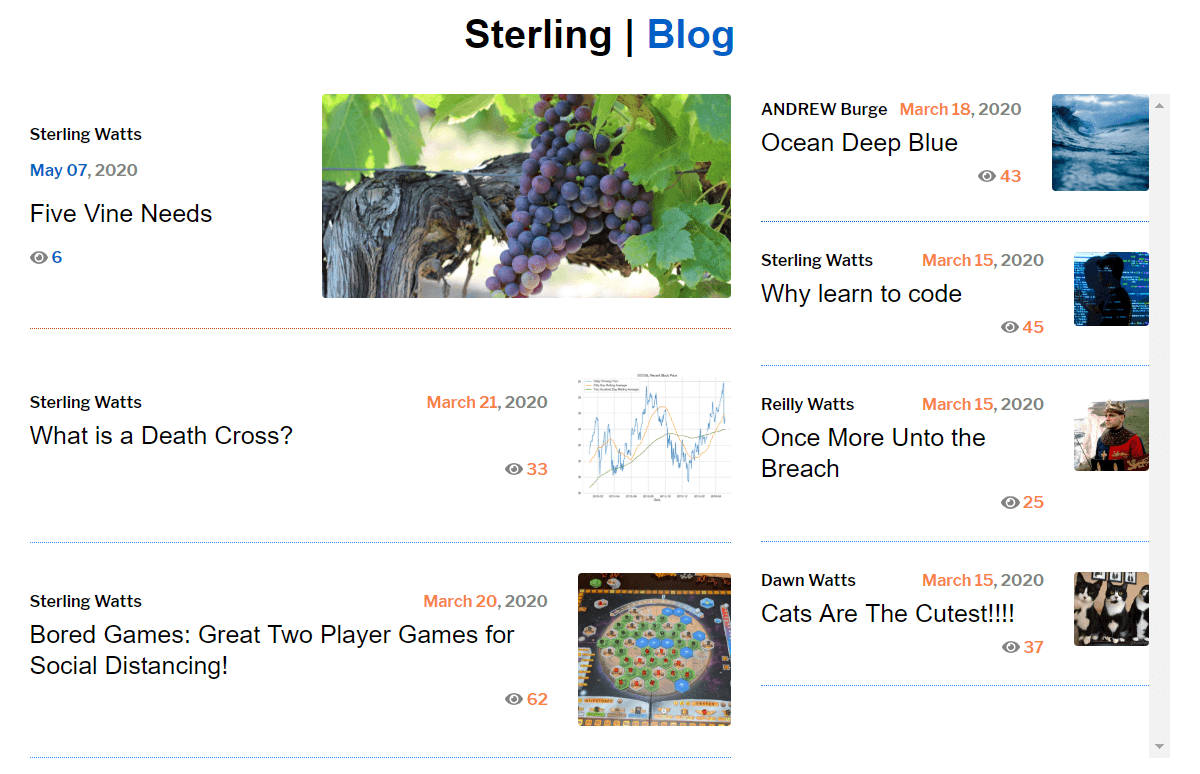 Sterling | Blog
Sterling Watts
May 07, 2020
Five Vine Needs
6
Sterling Watts
March 21, 2020
What is a Death Cross?
33
Sterling Watts
March 20, 2020
Bored Games: Great Two Player Games for
Social Distancing!
62
ANDREW Burge
March 18, 2020
Ocean Deep Blue
43
Sterling Watts
March 15, 2020
Why learn to code
45
Reilly Watts
March 15, 2020
Once More Unto the
Breach
25
Dawn Watts
March 15, 2020
Cats Are The Cutest!!!!
37